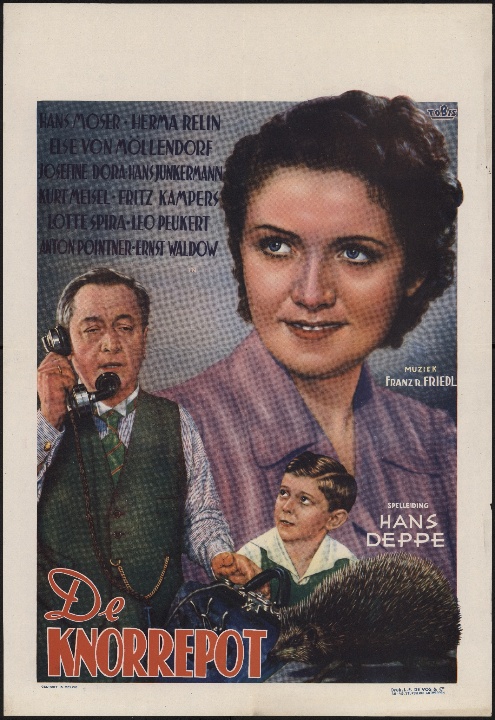 TOBIS
HANS MOSER · HERMA RELIN
ELSE VON MÖLLENDORF
JOSEFINE DORA · HANS JUNKERMANN
KURT MEISEL · FRITZ KAMPERS
LOTTE SPIRA · LEO PEUKERT
ANTON POINTNER · ERNST WALDOW
MUZIEK
FRANZ R. FRIEDL
SPELLEIDING
HANS
DEPPE
De
KNORREPOT